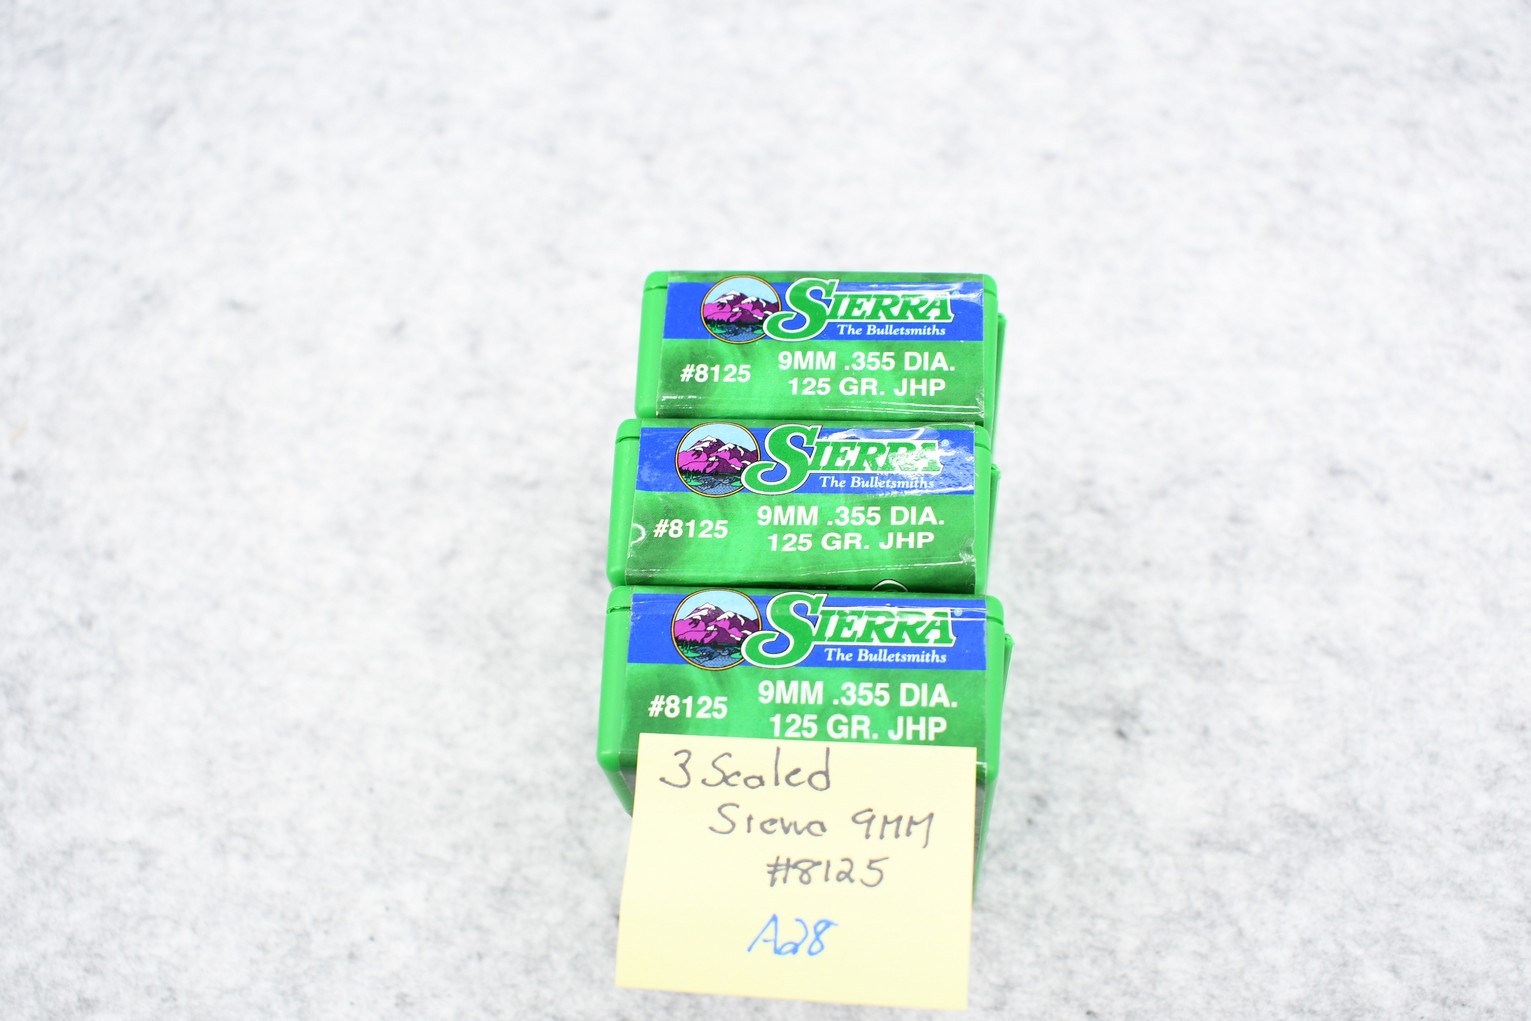 SIERRA®
The Bulletsmiths
#8125
9MM .355 DIA.
125 GR. JHP
SIERRA®
The Bulletsmiths
#8125
9MM .355 DIA.
125 GR. JHP
SIERRA®
The Bulletsmiths
#8125
9MM .355 DIA.
125 GR. JHP
3 Sealed
Sierra 9MM
#8125
A28